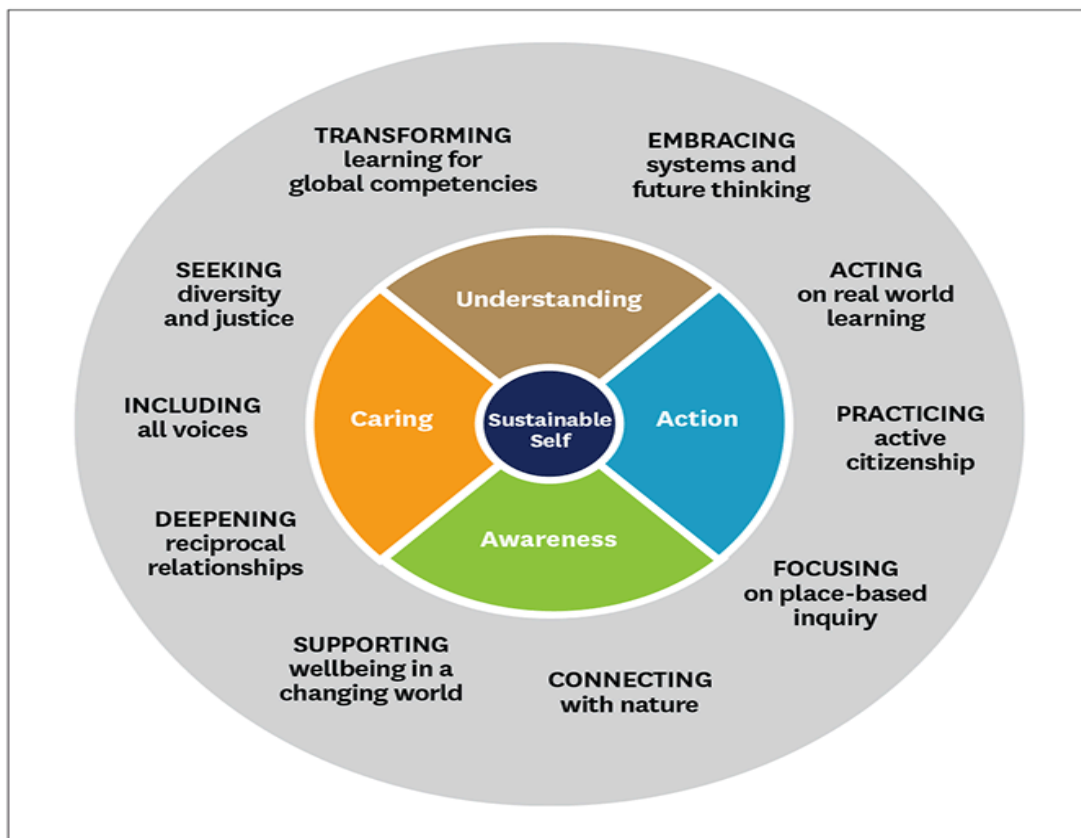 TRANSFORMING
learning for
global competencies
EMBRACING
systems and
future thinking
SEEKING
diversity
and justice
ACTING
on real world
learning
INCLUDING
all voices
PRACTICING
active
citizenship
DEEPENING
reciprocal
relationships
FOCUSING
on place-based
inquiry
SUPPORTING
wellbeing in a
changing world
CONNECTING
with nature
Understanding
Caring
Sustainable
Self
Action
Awareness